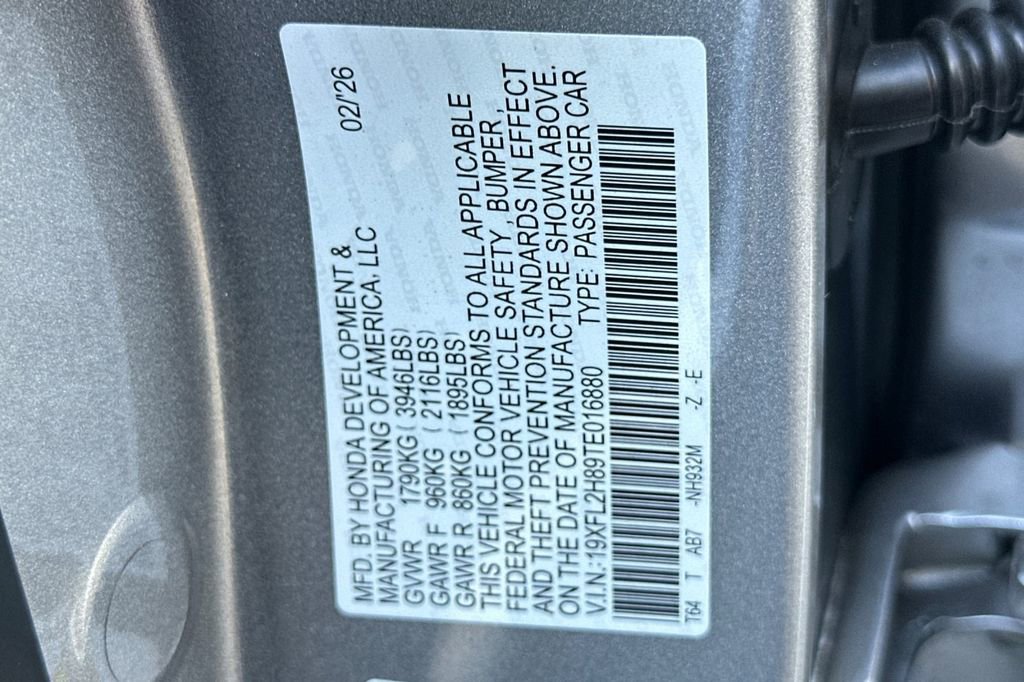 MFD. BY HONDA DEVELOPMENT & 02/'26
MANUFACTURING OF AMERICA, LLC
GVWR 1790KG ( 3946LBS)
GAWR F 960KG ( 2116LBS)
GAWR R 860KG ( 1895LBS)
THIS VEHICLE CONFORMS TO ALL APPLICABLE
FEDERAL MOTOR VEHICLE SAFETY , BUMPER ,
AND THEFT PREVENTION STANDARDS IN EFFECT
ON THE DATE OF MANUFACTURE SHOWN ABOVE.
V.I.N.:19XFL2H89TE016880 TYPE: PASSENGER CAR
T64 T AB7 -NH932M -Z -E